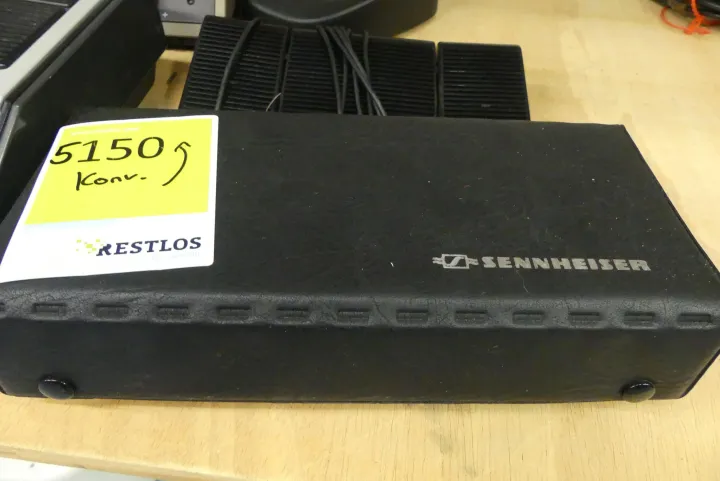 5150
Konv.
RESTLOS
SENNHEISER